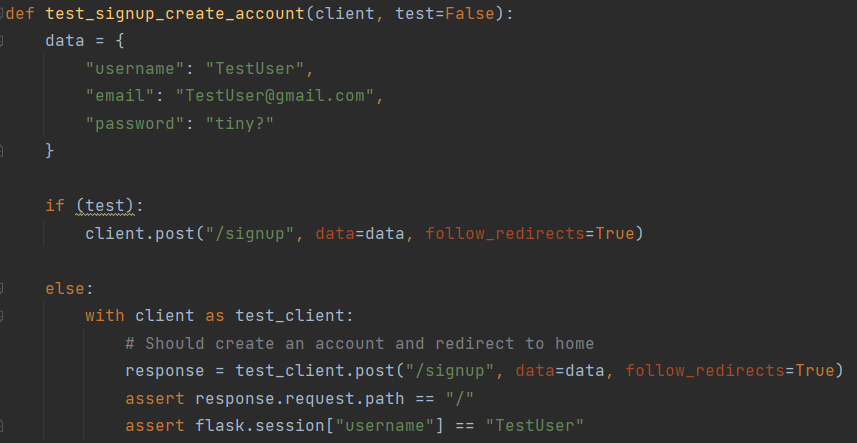 def test_signup_create_account(client, test=False):
    data = {
        "username": "TestUser",
        "email": "TestUser@gmail.com",
        "password": "tiny?"
    }
    if (test):
        client.post("/signup", data=data, follow_redirects=True)
    else:
        with client as test_client:
            # Should create an account and redirect to home
            response = test_client.post("/signup", data=data, follow_redirects=True)
            assert response.request.path == "/"
            assert flask.session["username"] == "TestUser"